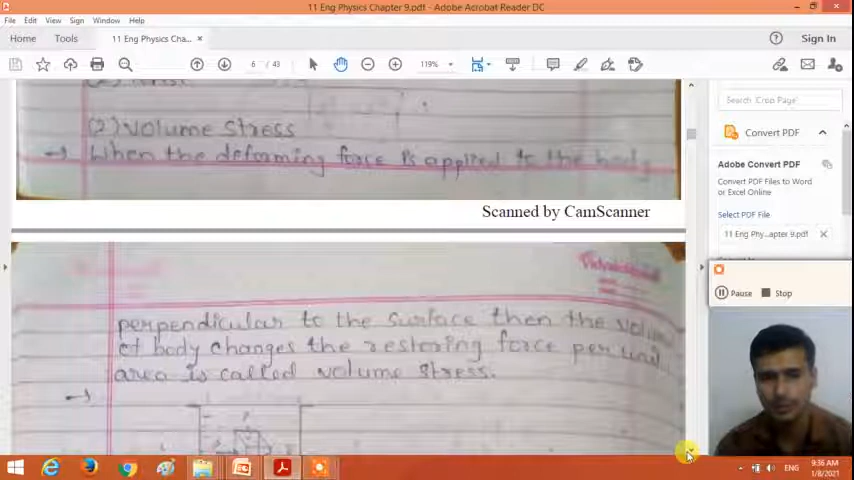 11 Eng Physics Chapter 9.pdf - Adobe Acrobat Reader DC
File Edit View Sign Window Help
Home Tools 11 Eng Physics Cha... × Sign In
6 / 43 119%
Search 'Crop Page'
(2) Volume Stress
Convert PDF
→ When the deforming force is applied to the body
Adobe Convert PDF
Convert PDF Files to Word
or Excel Online
Scanned by CamScanner
Select PDF File
11 Eng Phy...apter 9.pdf ×
Pause Stop
perpendicular to the surface then the
of body changes the restoring force per unit
area is called volume stress.
→
P
ENG
9:36 AM
1/8/2021